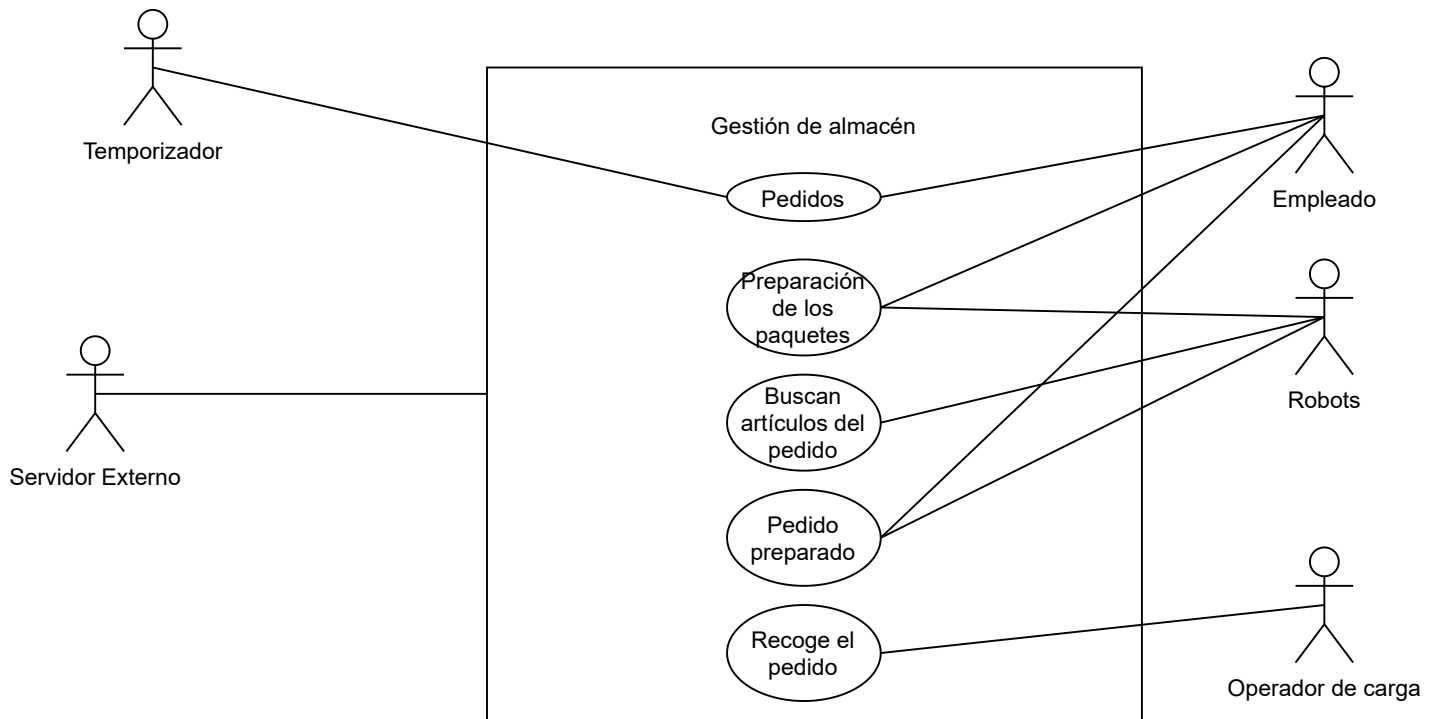 Temporizador
Gestión de almacén
Pedidos
Empleado
Preparación
de los
paquetes
Robots
Buscan
artículos del
pedido
Servidor Externo
Pedido
preparado
Recoge el
pedido
Operador de carga